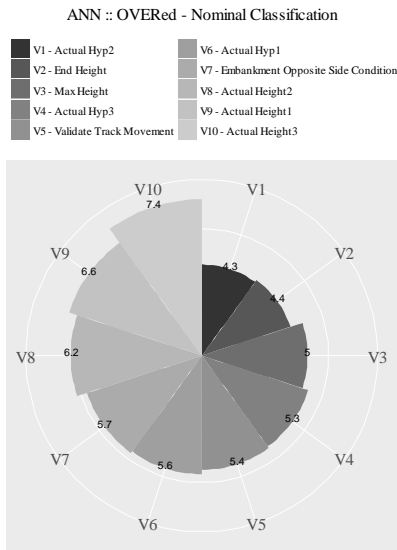 ANN :: OVERed - Nominal Classification
V1 - Actual Hyp2
V2 - End Height
V3 - Max Height
V4 - Actual Hyp3
V5 - Validate Track Movement
V6 - Actual Hyp1
V7 - Embankment Opposite Side Condition
V8 - Actual Height2
V9 - Actual Height1
V10 - Actual Height3
V10
V1
7.4
V9
6.6
4.3
V2
4.4
V8
6.2
5
V3
V7
5.7
5.3
V4
5.6
5.4
V6
V5